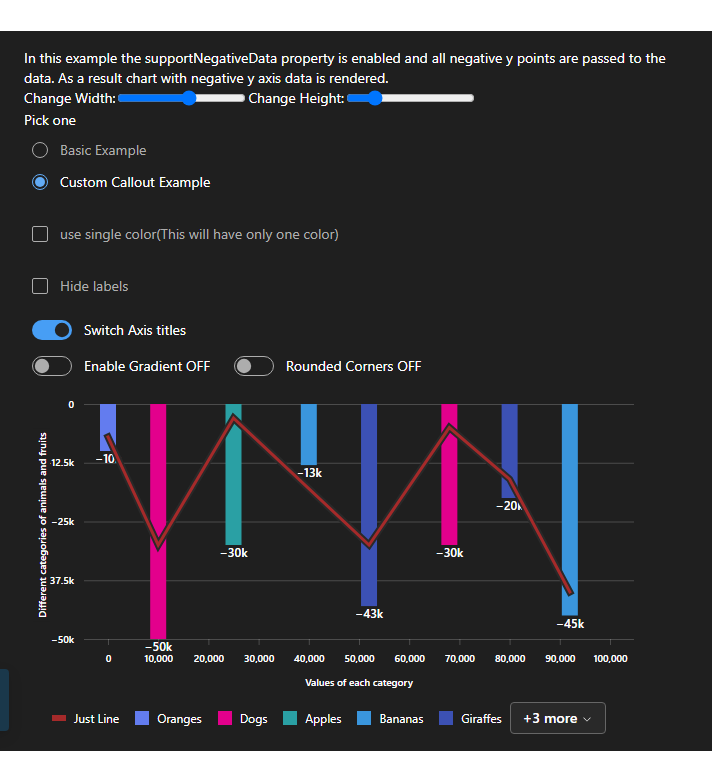 In this example the supportNegativeData property is enabled and all negative y points are passed to the
data. As a result chart with negative y axis data is rendered.
Change Width: Change Height:
Pick one
Basic Example
Custom Callout Example
use single color(This will have only one color)
Hide labels
Switch Axis titles
Enable Gradient OFF Rounded Corners OFF
Different categories of animals and fruits
0
12.5k
−25k
37.5k
−50k
−10
−50k
−30k
−13k
−43k
−30k
−20k
−45k
0 10,000 20,000 30,000 40,000 50,000 60,000 70,000 80,000 90,000 100,000
Values of each category
Just Line Oranges Dogs Apples Bananas Giraffes +3 more